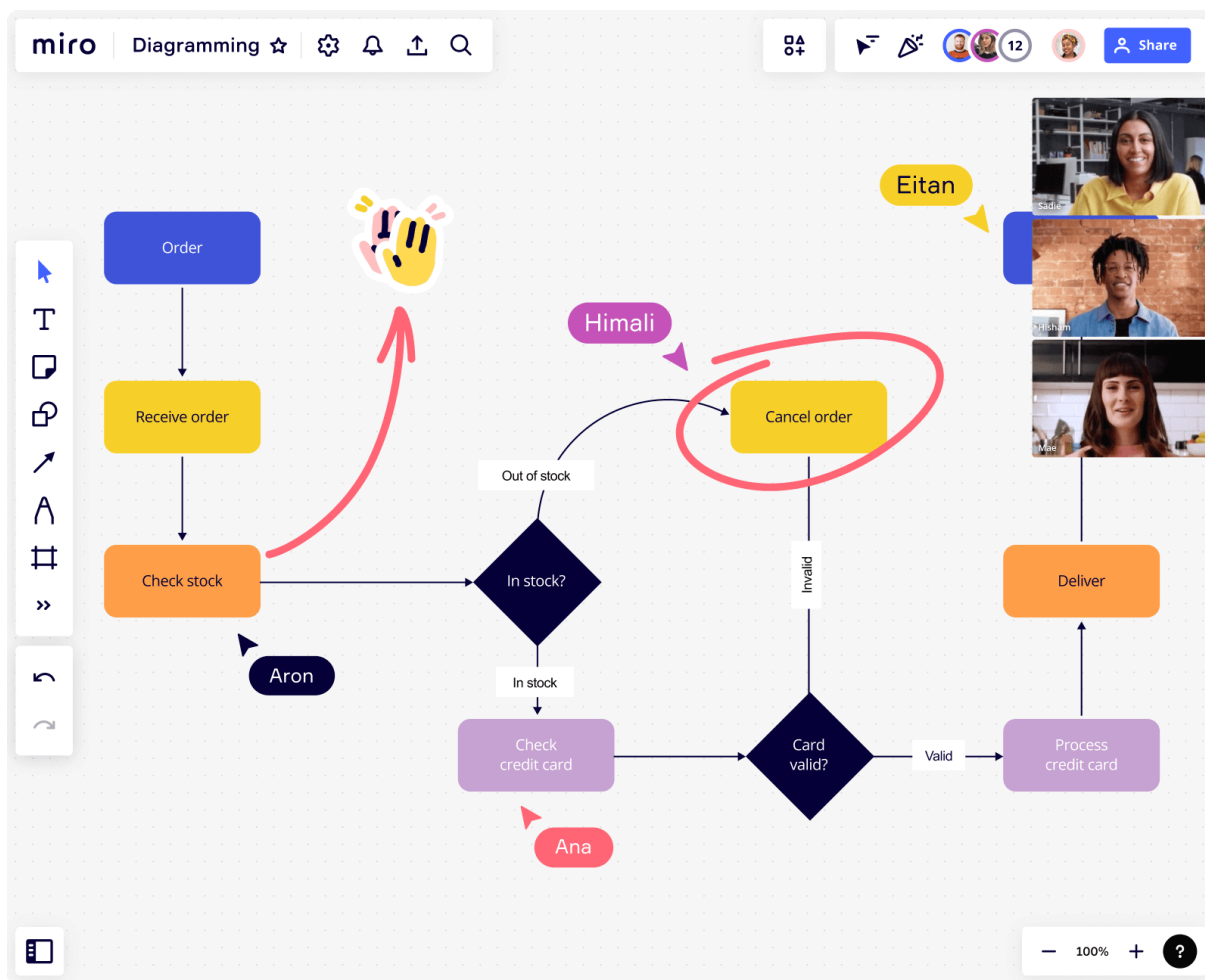 miro
Diagramming
12
Share
Sadie
Eitan
Order
Hisham
Himali
Receive order
Cancel order
Mae
Out of stock
Check stock
In stock?
Invalid
Deliver
Aron
In stock
Check
credit card
Card
valid?
Valid
Process
credit card
Ana
100%
?